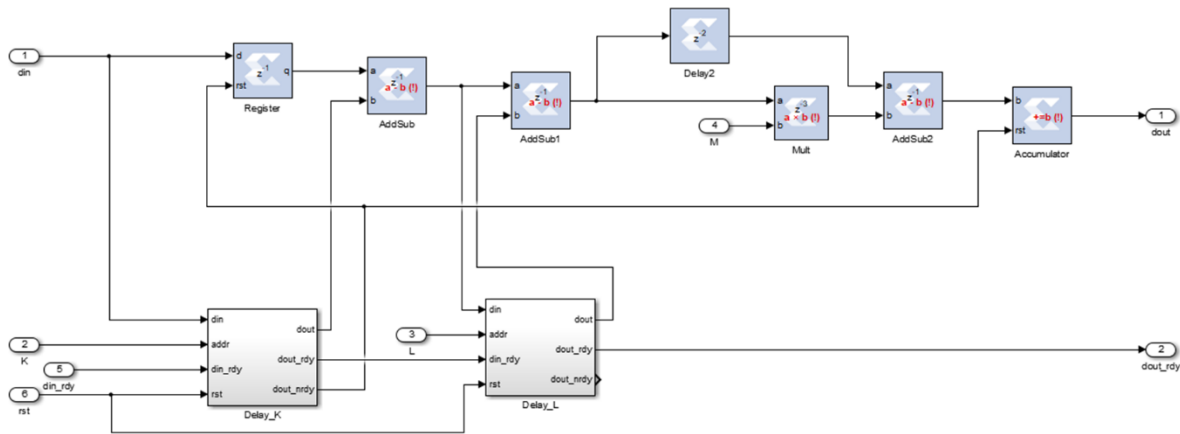 1
din
d
rst
z-1
q
Register
a
b
z-1
a - b (!)
AddSub
a
b
z-1
a - b (!)
AddSub1
z-2
Delay2
4
M
a
b
z-3
a × b (!)
Mult
a
b
z-1
a - b (!)
AddSub2
b
rst
+=b (!)
Accumulator
1
dout
2
K
5
din_rdy
6
rst
din
addr
din_rdy
rst
dout
dout_rdy
dout_nrdy
Delay_K
3
L
din
addr
din_rdy
rst
dout
dout_rdy
dout_nrdy
Delay_L
2
dout_rdy